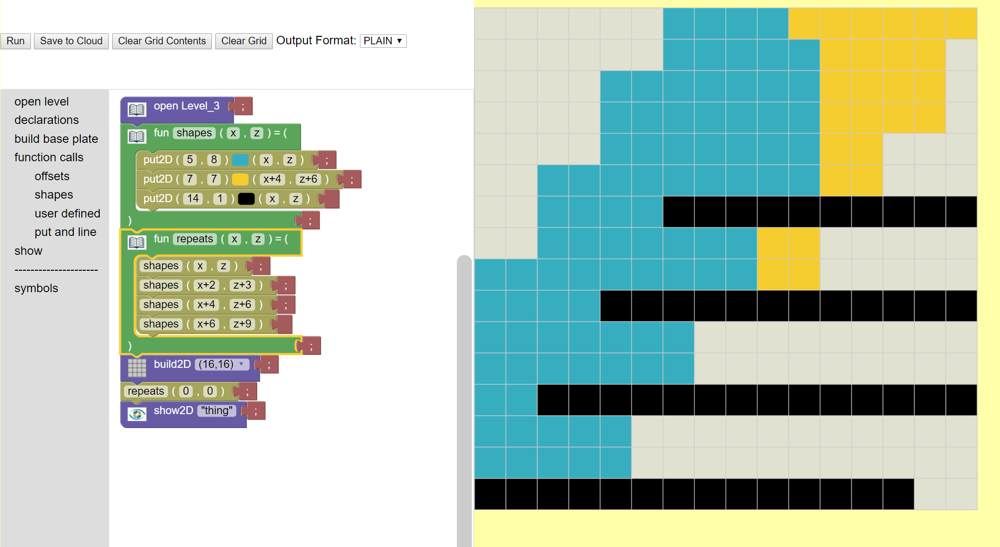 Run Save to Cloud Clear Grid Contents Clear Grid Output Format: PLAIN ▼
open level
declarations
build base plate
function calls
offsets
shapes
user defined
put and line
show
---------------------
symbols
open Level_3 ;
fun shapes ( x , z ) = (
put2D ( 5 , 8 ) ( x , z ) ;
put2D ( 7 , 7 ) ( x+4 , z+6 ) ;
put2D ( 14 , 1 ) ( x , z )
) ;
fun repeats ( x , z ) = (
shapes ( x , z ) ;
shapes ( x+2 , z+3 ) ;
shapes ( x+4 , z+6 ) ;
shapes ( x+6 , z+9 )
) ;
build2D (16,16) ▼ ;
repeats ( 0 , 0 ) ;
show2D "thing" ;